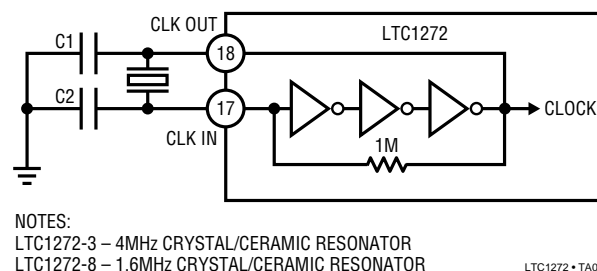 CLK OUT
C1
LTC1272
18
C2
17
CLOCK
CLK IN
1M
NOTES:
LTC1272-3 – 4MHz CRYSTAL/CERAMIC RESONATOR
LTC1272-8 – 1.6MHz CRYSTAL/CERAMIC RESONATOR
LTC1272 •